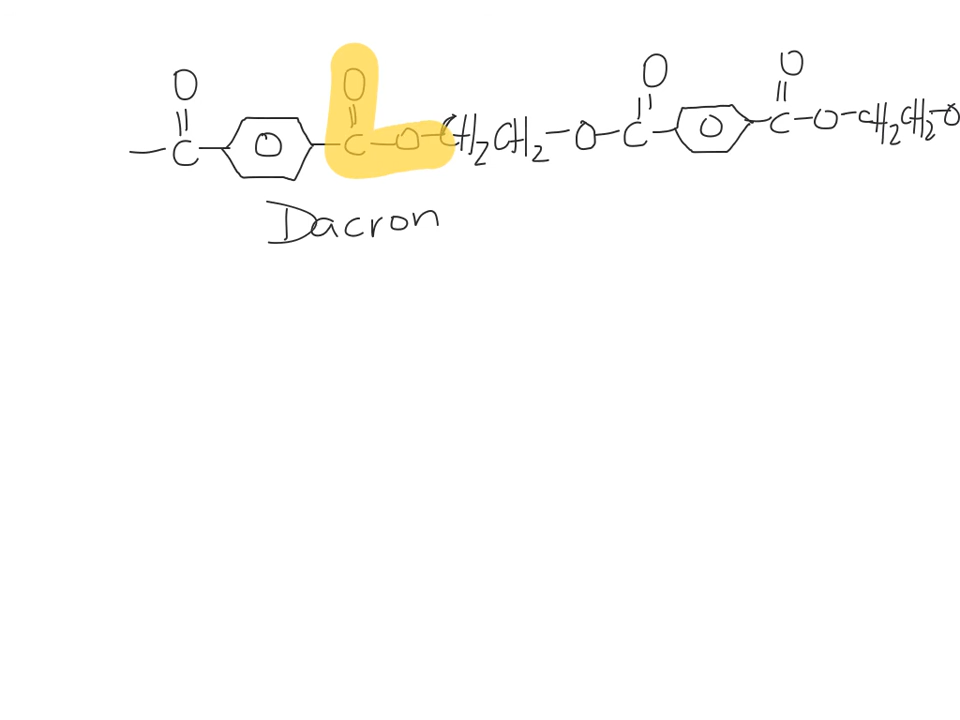 O O O O
— C — O — C — O — CH₂CH₂ — O — C — O — C — O — CH₂CH₂ — O
Dacron